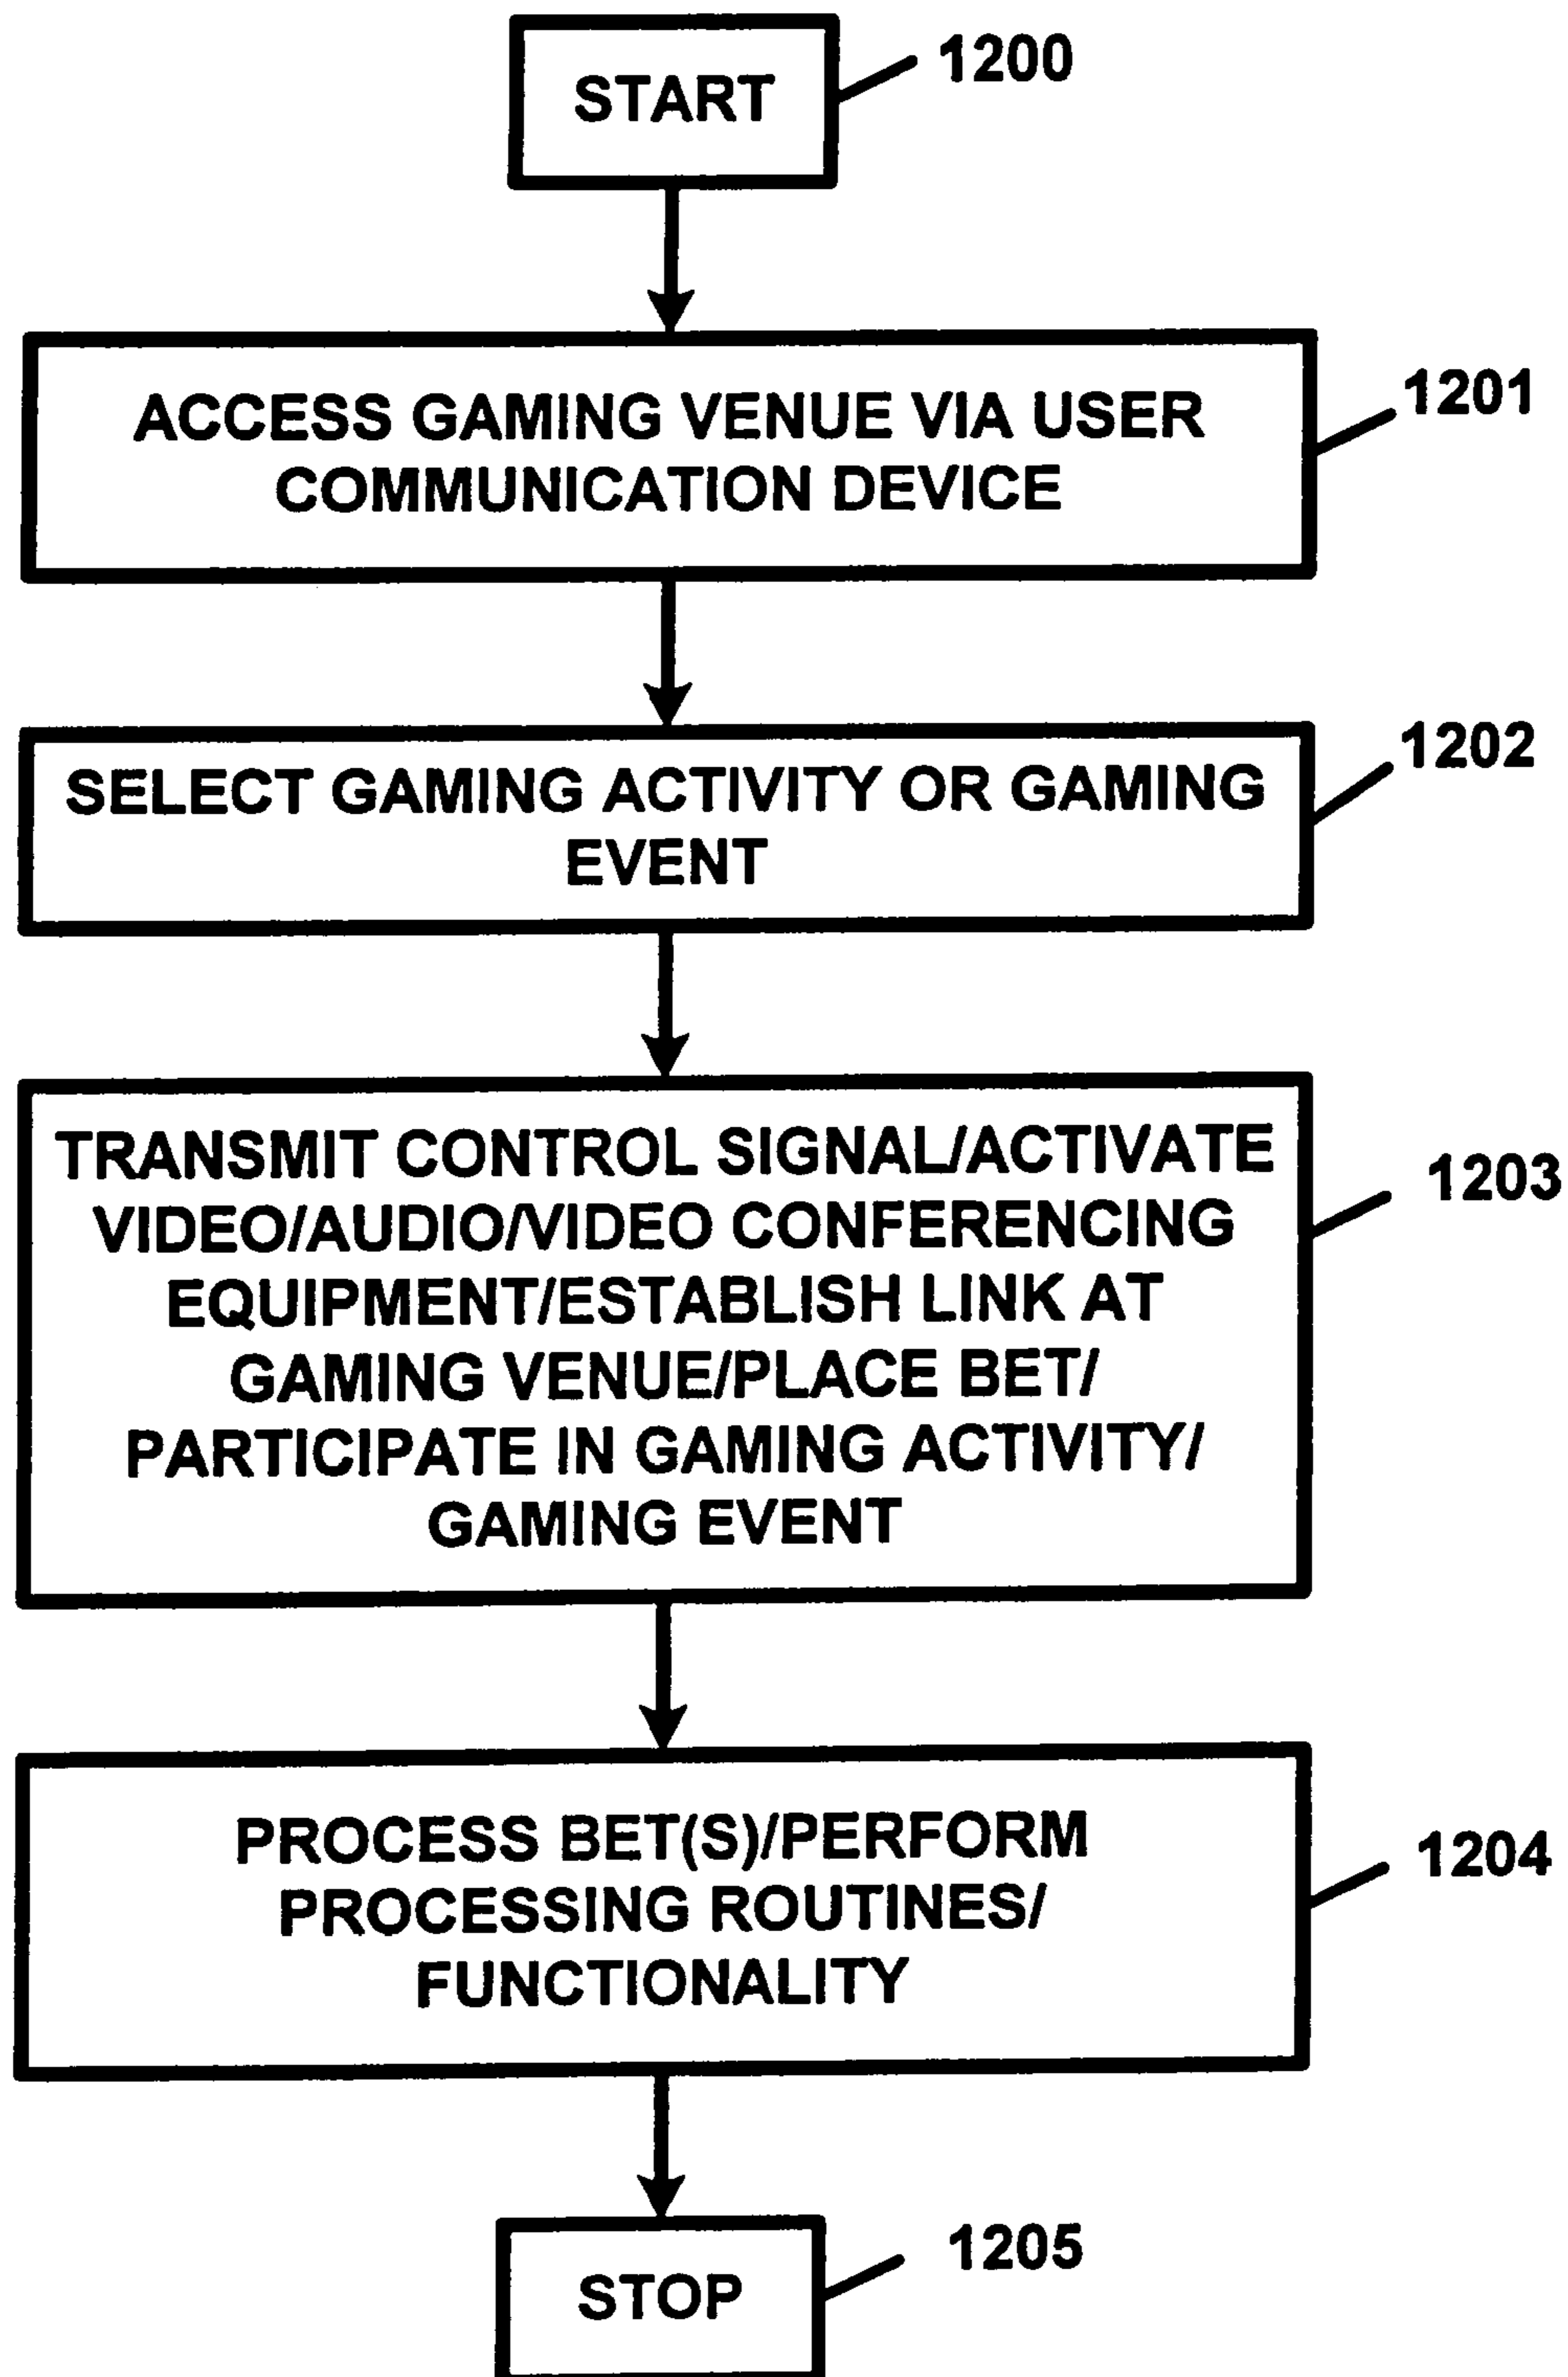 START
1200
ACCESS GAMING VENUE VIA USER
COMMUNICATION DEVICE
1201
SELECT GAMING ACTIVITY OR GAMING
EVENT
1202
TRANSMIT CONTROL SIGNAL/ACTIVATE
VIDEO/AUDIO/VIDEO CONFERENCING
EQUIPMENT/ESTABLISH LINK AT
GAMING VENUE/PLACE BET/
PARTICIPATE IN GAMING ACTIVITY/
GAMING EVENT
1203
PROCESS BET(S)/PERFORM
PROCESSING ROUTINES/
FUNCTIONALITY
1204
STOP
1205